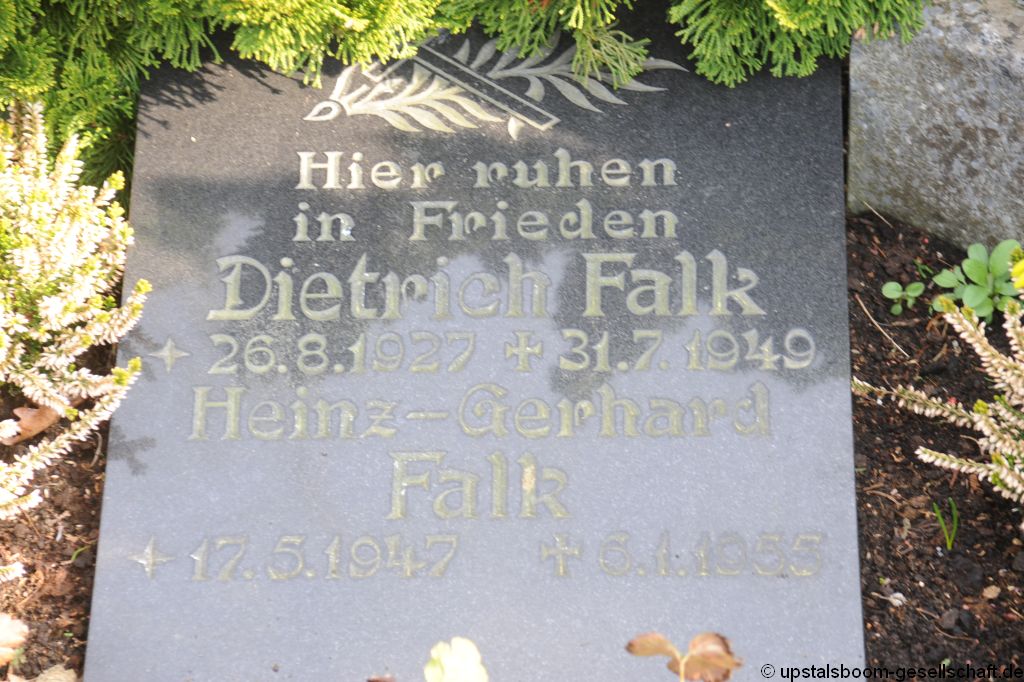 Hier ruhen
in Frieden
Dietrich Falk
26.8.1927 31.7.1949
Heinz-Gerhard
Falk
17.5.1947 6.1.1955
© upstalsboom-gesellschaft.de